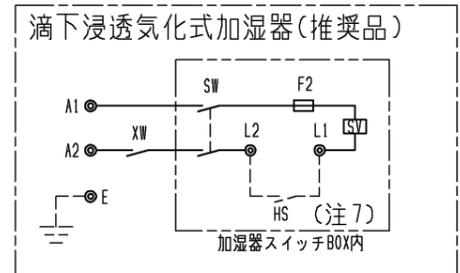 滴下浸透気化式加湿器(推奨品)
SW
F2
A1
SV
XW
L2
L1
A2
E
HS
(注7)
加湿器スイッチBOX内